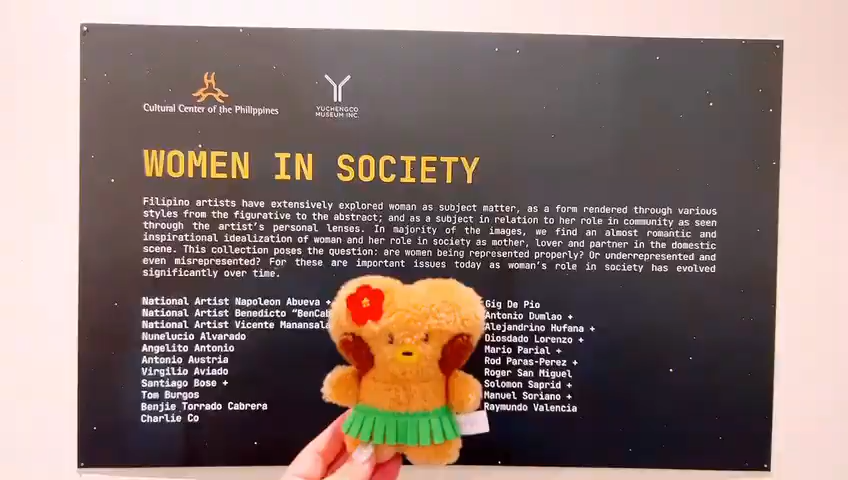 Cultural Center of the Philippines
YUCHENGCO
MUSEUM INC.
WOMEN IN SOCIETY
Filipino artists have extensively explored woman as subject matter, as a form rendered through various
styles from the figurative to the abstract; and as a subject in relation to her role in community as seen
through the artist's personal lenses. In majority of the images, we find an almost romantic and
inspirational idealization of woman and her role in society as mother, lover and partner in the domestic
scene. This collection poses the question: are women being represented properly? Or underrepresented and
even misrepresented? For these are important issues today as woman's role in society has evolved
significantly over time.
National Artist Napoleon Abueva +
National Artist Benedicto "BenCab
National Artist Vicente Manansala
Nunelucio Alvarado
Angelito Antonio
Antonio Austria
Virgilio Aviado
Santiago Bose +
Tom Burgos
Benjie Torrado Cabrera
Charlie Co
Gig De Pio
Antonio Dumlao +
Alejandrino Hufana +
Diosdado Lorenzo +
Mario Parial +
Rod Paras-Perez +
Roger San Miguel
Solomon Saprid +
Manuel Soriano +
Raymundo Valencia